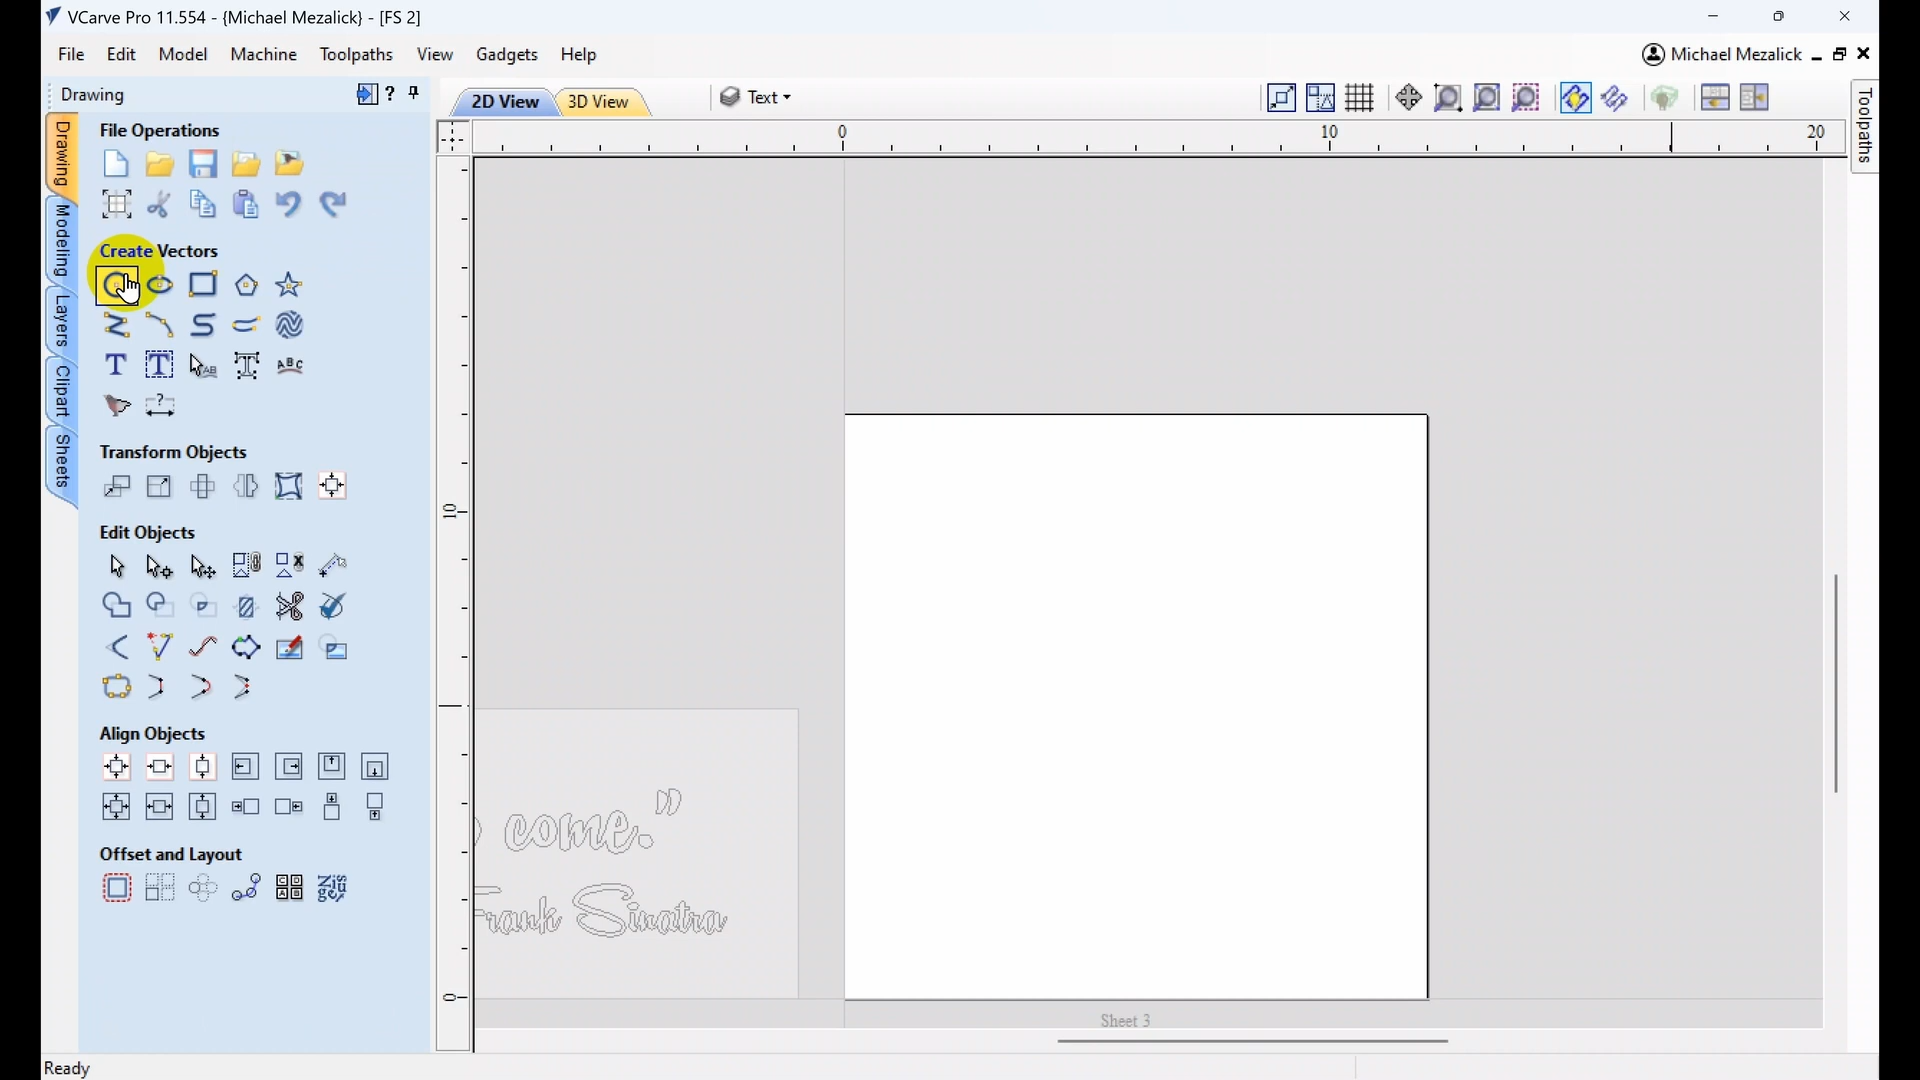 VCarve Pro 11.554 - {Michael Mezalick} - [FS 2]
File Edit Model Machine Toolpaths View Gadgets Help
Michael Mezalick
Drawing
?
2D View
3D View
Text
Toolpaths
Drawing
Modeling
Layers
Clipart
Sheets
File Operations
Create Vectors
Transform Objects
Edit Objects
Align Objects
Offset and Layout
0
10
20
10
0
come.”
Frank Sinatra
Sheet 3
Ready